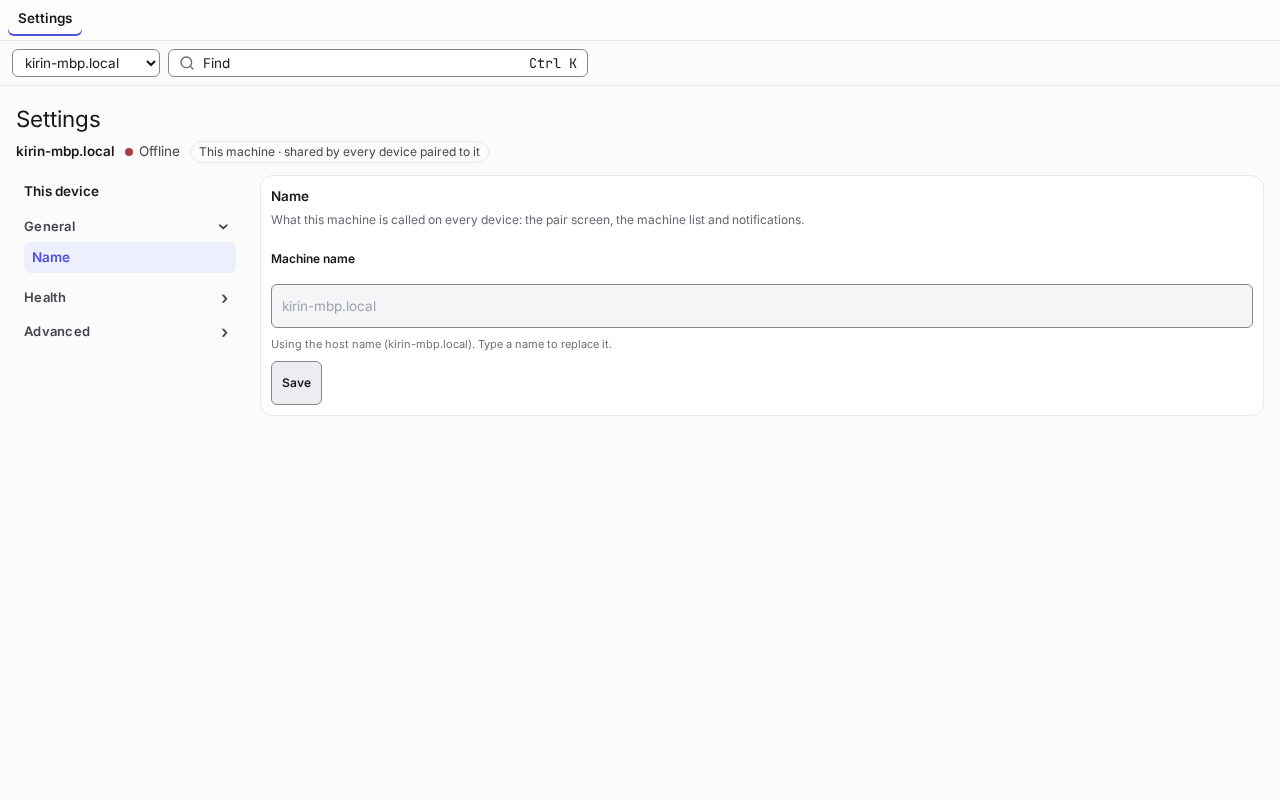 Settings
kirin-mbp.local
Find
Ctrl K
Settings
kirin-mbp.local
Offline
This machine · shared by every device paired to it
This device
General
Name
Health
Advanced
Name
What this machine is called on every device: the pair screen, the machine list and notifications.
Machine name
kirin-mbp.local
Using the host name (kirin-mbp.local). Type a name to replace it.
Save